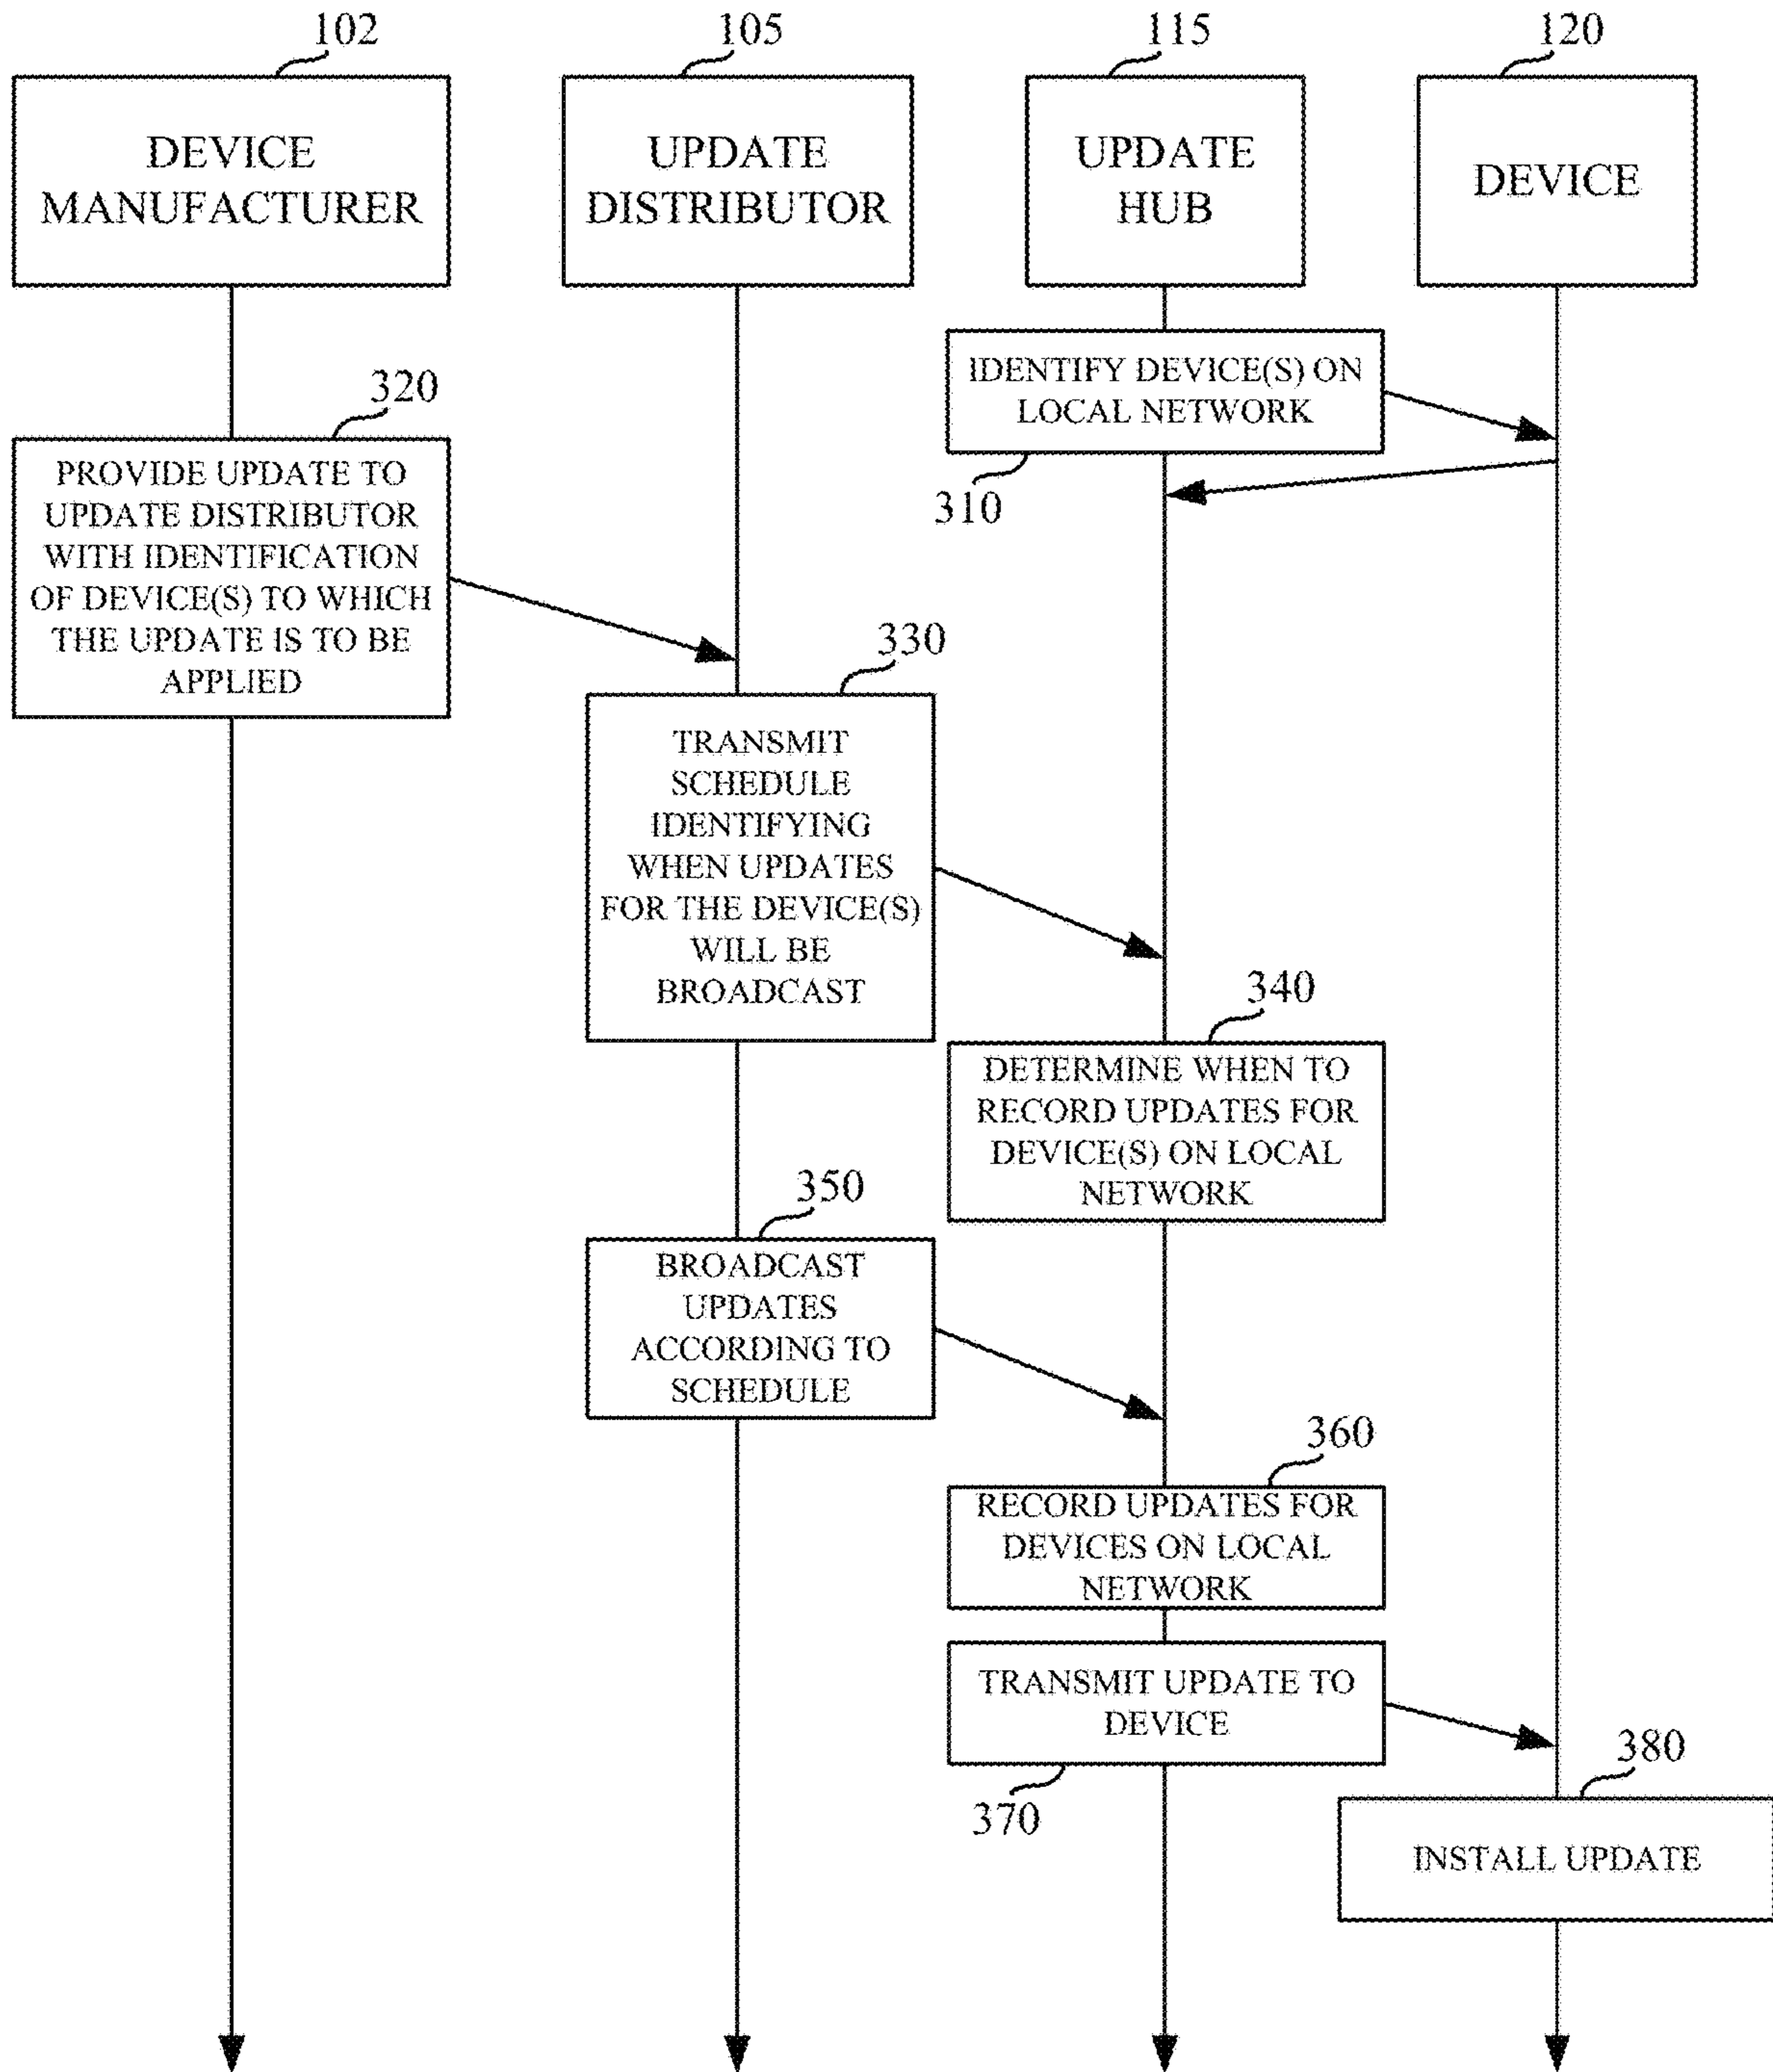 102
105
115
120
DEVICE
MANUFACTURER
UPDATE
DISTRIBUTOR
UPDATE
HUB
DEVICE
IDENTIFY DEVICE(S) ON
LOCAL NETWORK
310
320
PROVIDE UPDATE TO
UPDATE DISTRIBUTOR
WITH IDENTIFICATION
OF DEVICE(S) TO WHICH
THE UPDATE IS TO BE
APPLIED
330
TRANSMIT
SCHEDULE
IDENTIFYING
WHEN UPDATES
FOR THE DEVICE(S)
WILL BE
BROADCAST
340
DETERMINE WHEN TO
RECORD UPDATES FOR
DEVICE(S) ON LOCAL
NETWORK
350
BROADCAST
UPDATES
ACCORDING TO
SCHEDULE
360
RECORD UPDATES FOR
DEVICES ON LOCAL
NETWORK
TRANSMIT UPDATE TO
DEVICE
370
380
INSTALL UPDATE